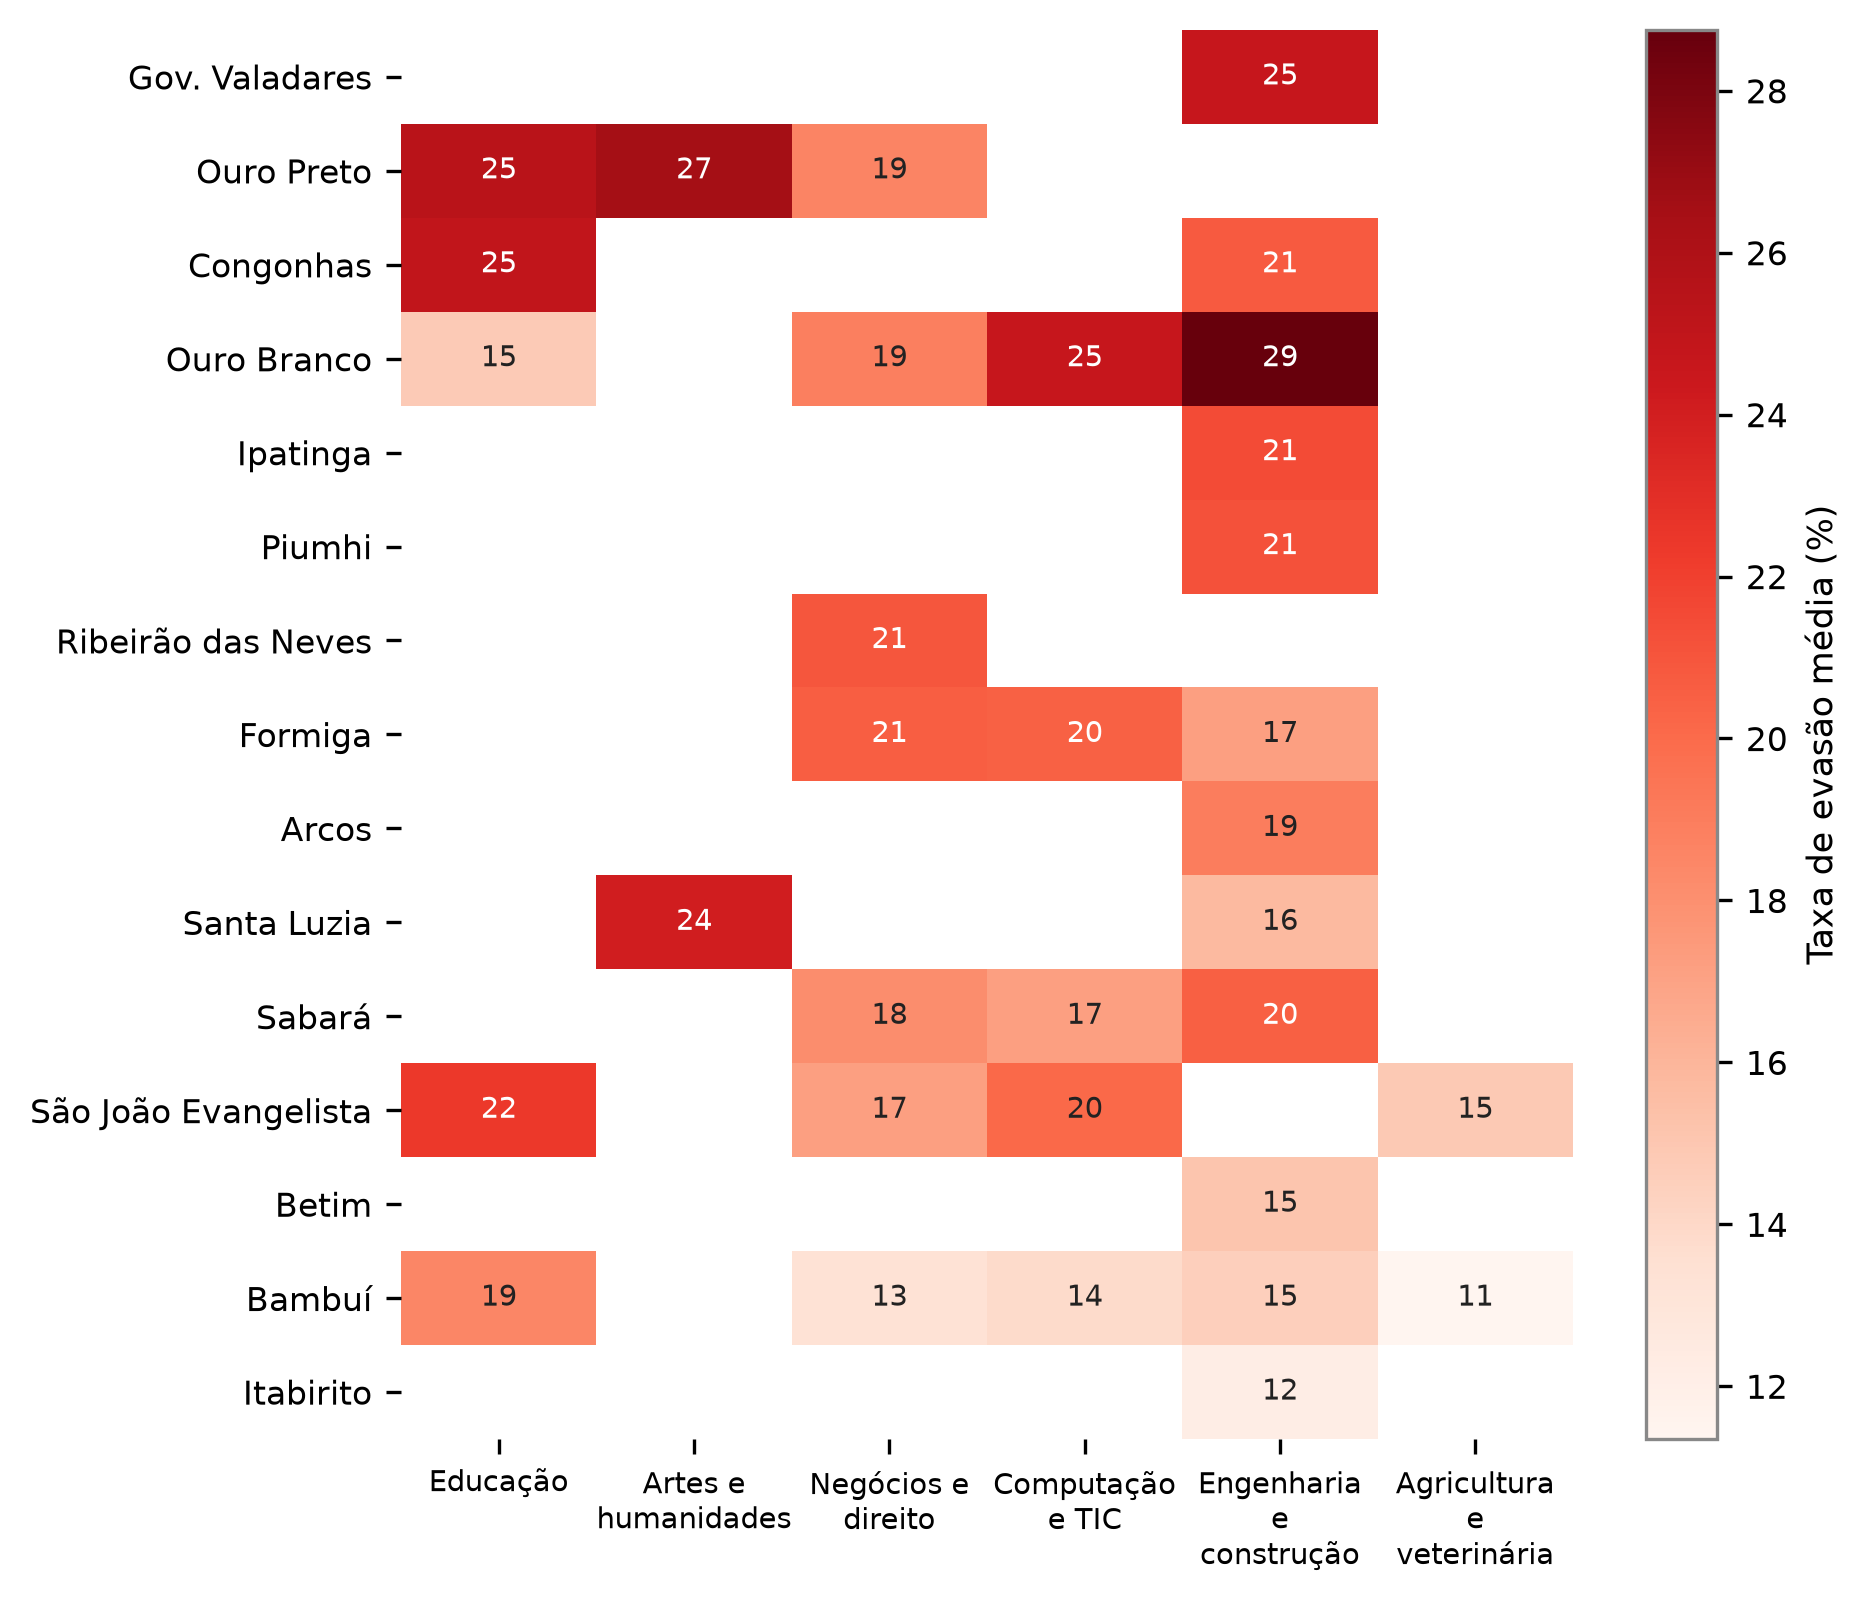 Gov. Valadares 25
Ouro Preto 25 27 19
Congonhas 25 21
Ouro Branco 15 19 25 29
Ipatinga 21
Piumhi 21
Ribeirão das Neves 21
Formiga 21 20 17
Arcos 19
Santa Luzia 24 16
Sabará 18 17 20
São João Evangelista 22 17 20 15
Betim 15
Bambuí 19 13 14 15 11
Itabirito 12
Educação
Artes e
humanidades
Negócios e
direito
Computação
e TIC
Engenharia
e
construção
Agricultura
e
veterinária
28
26
24
22
20
18
16
14
12
Taxa de evasão média (%)